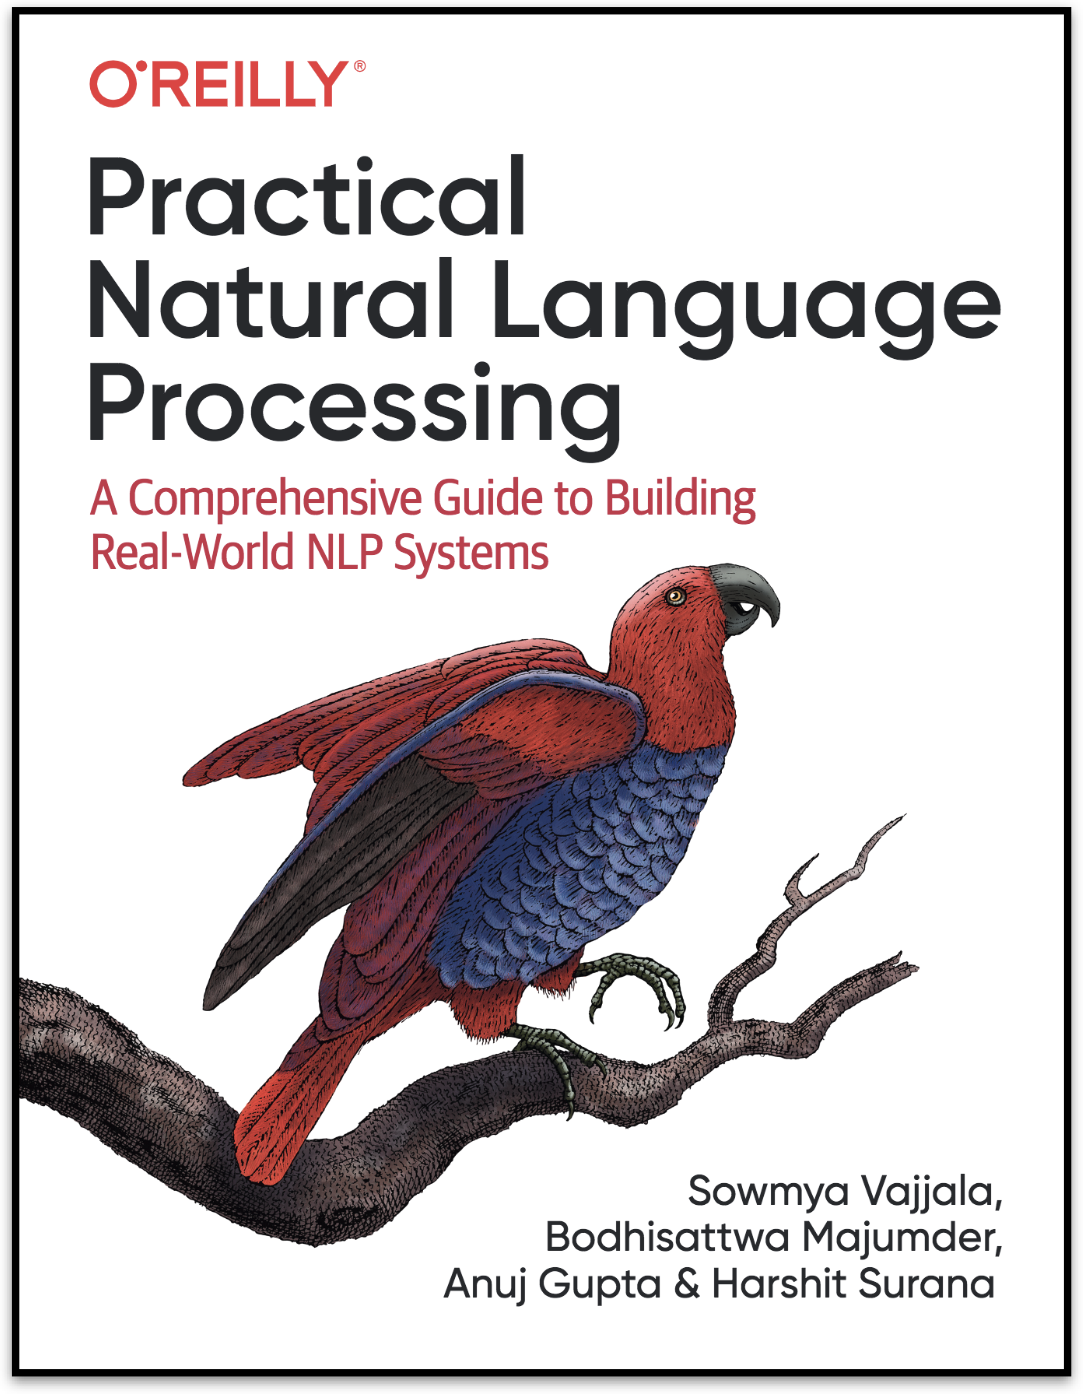 O'REILLY®
Practical
Natural Language
Processing
A Comprehensive Guide to Building
Real-World NLP Systems
Sowmya Vajjala,
Bodhisattwa Majumder,
Anuj Gupta & Harshit Surana